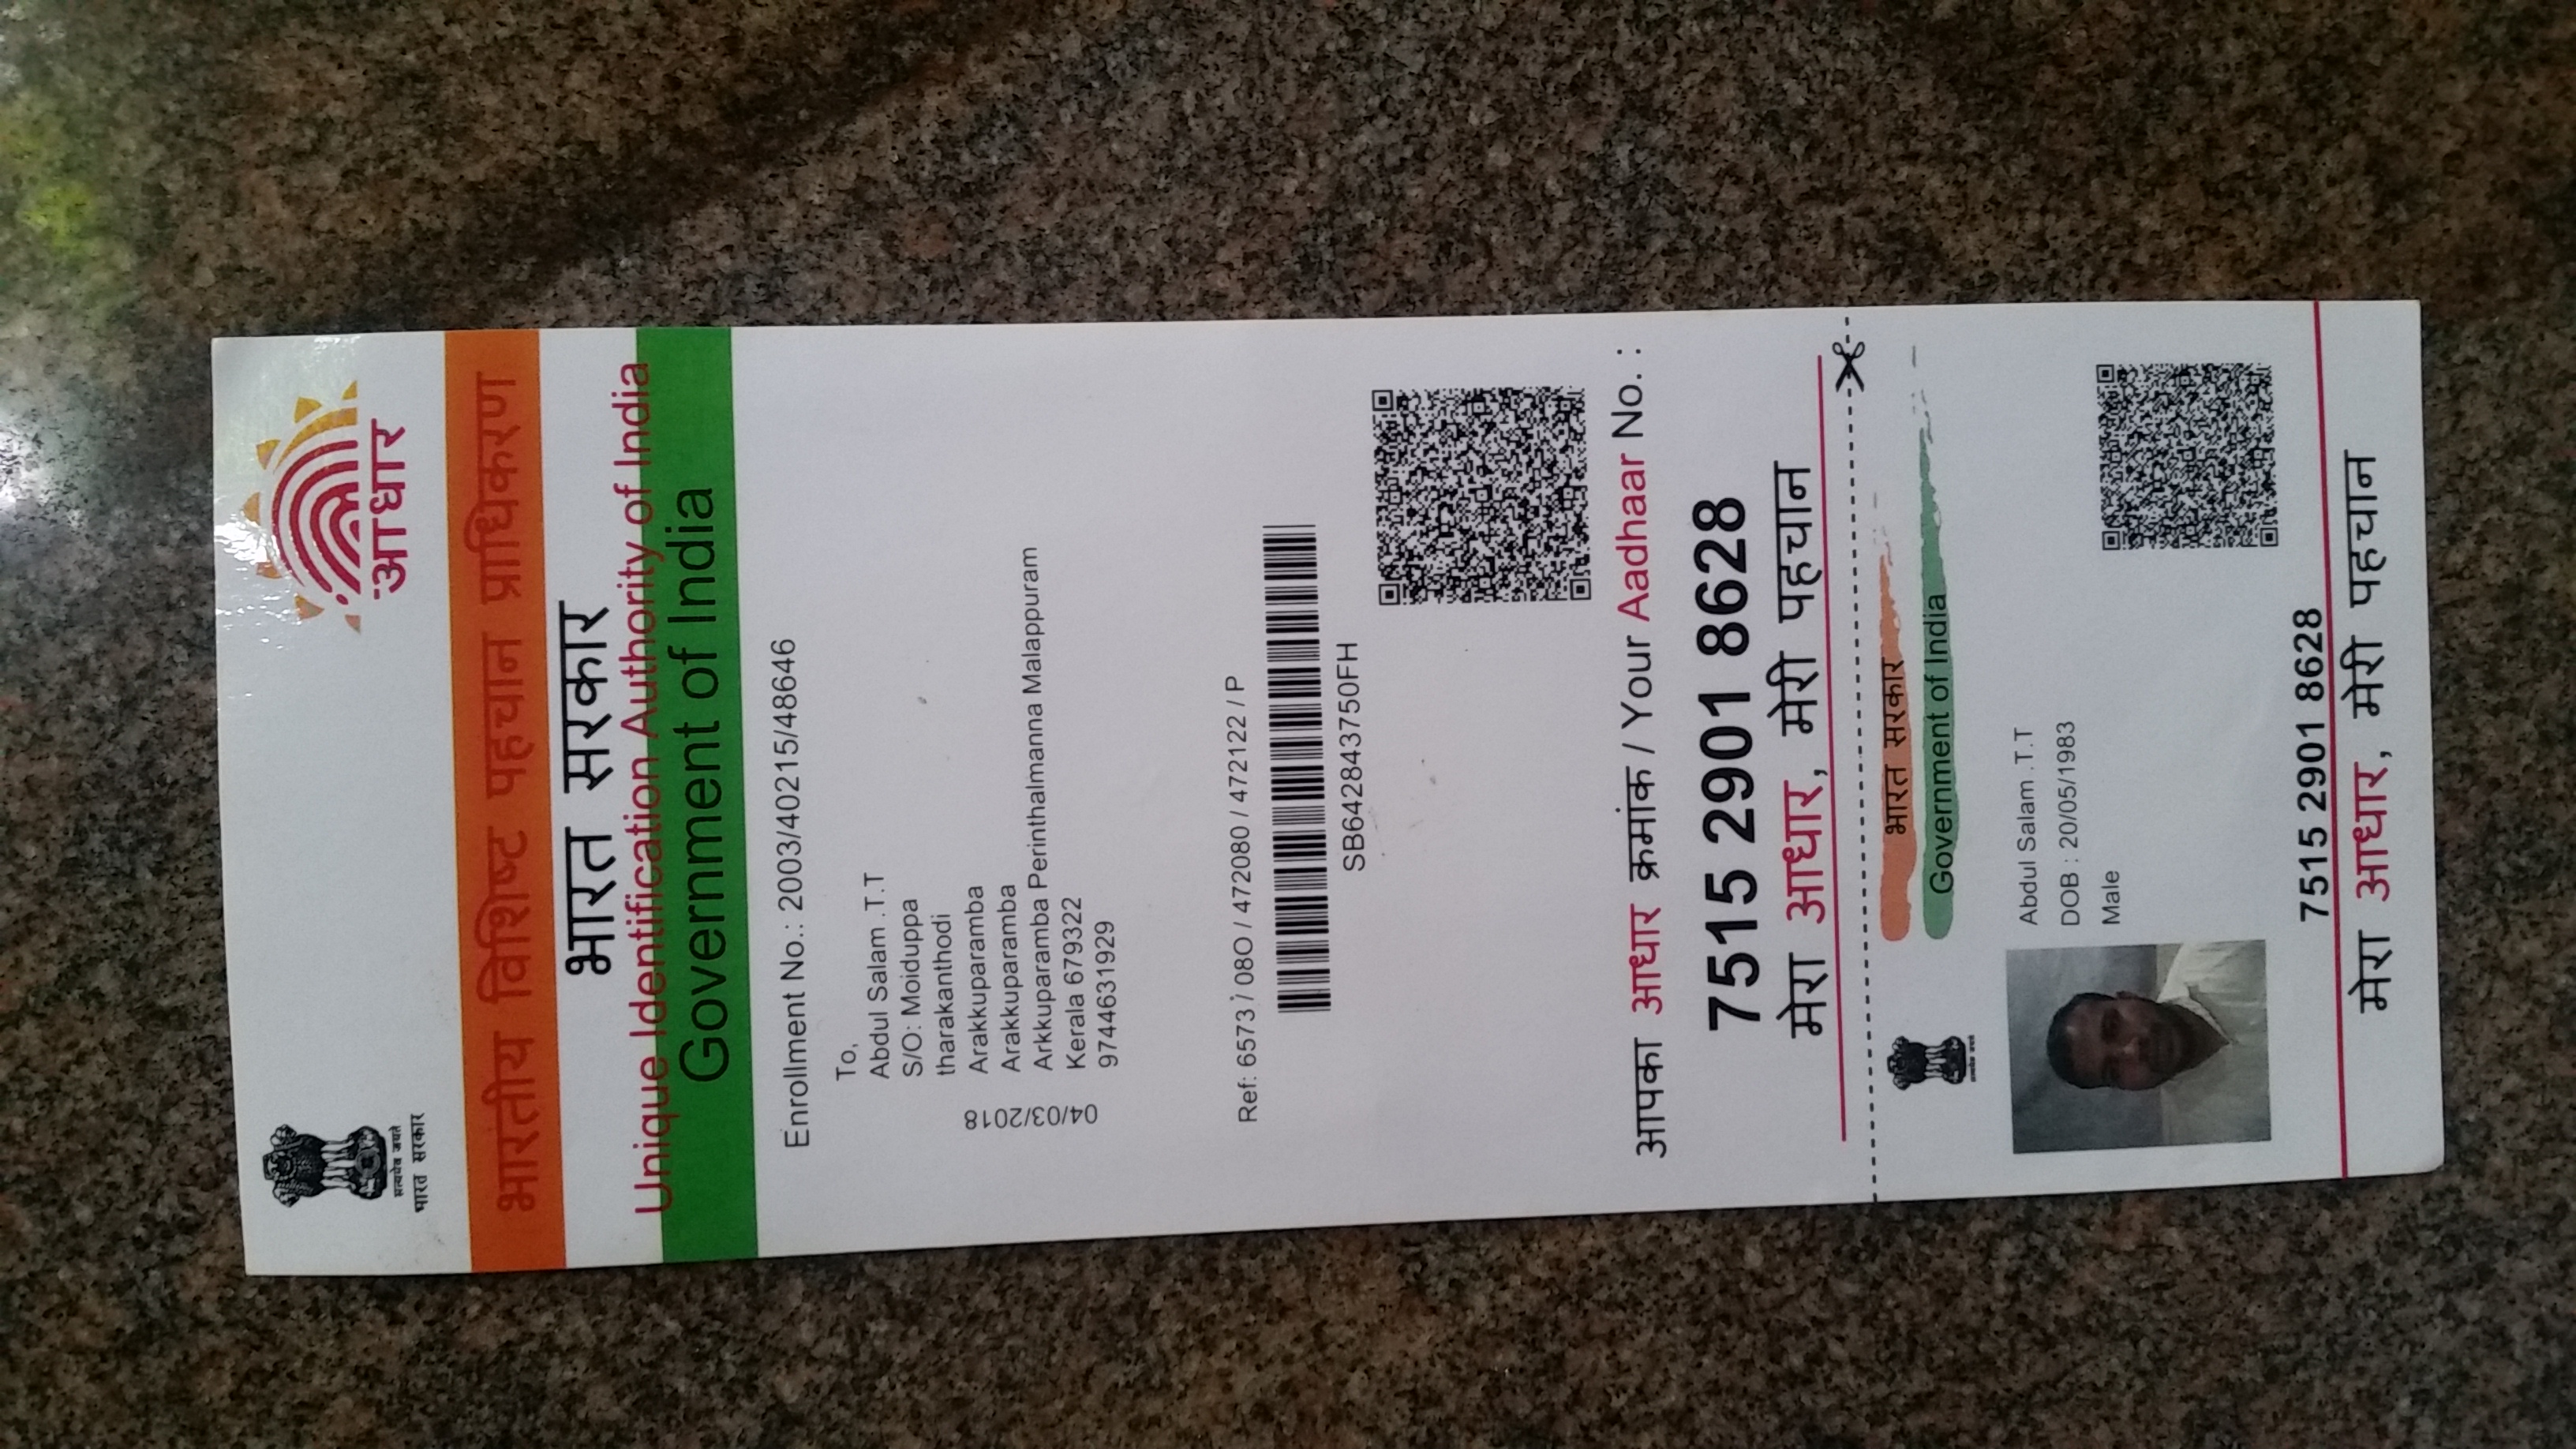 सत्यमेव जयते
भारत सरकार
आधार
भारतीय विशिष्ट पहचान प्राधिकरण
भारत सरकार
Unique Identification Authority of India
Government of India
Enrollment No.: 2003/40215/48646
04/03/2018
To,
Abdul Salam .T.T
S/O: Moiduppa
tharakanthodi
Arakkuparamba
Arakkuparamba
Arkkuparamba Perinthalmanna Malappuram
Kerala 679322
9744631929
Ref: 6573 / 08O / 472080 / 472122 / P
SB642843750FH
आपका आधार क्रमांक / Your Aadhaar No. :
7515 2901 8628
मेरा आधार, मेरी पहचान
सत्यमेव जयते
भारत सरकार
Government of India
Abdul Salam .T.T
DOB : 20/05/1983
Male
7515 2901 8628
मेरा आधार, मेरी पहचान